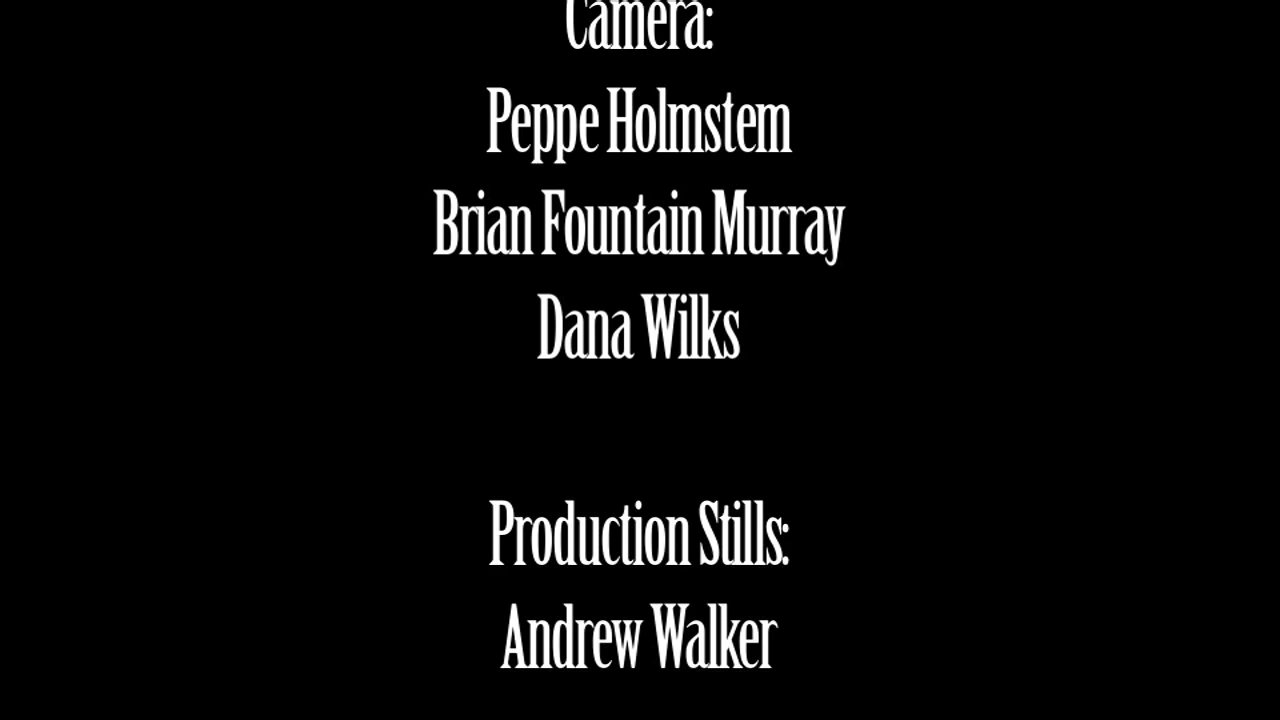 Camera:
Peppe Holmstem
Brian Fountain Murray
Dana Wilks
Production Stills:
Andrew Walker